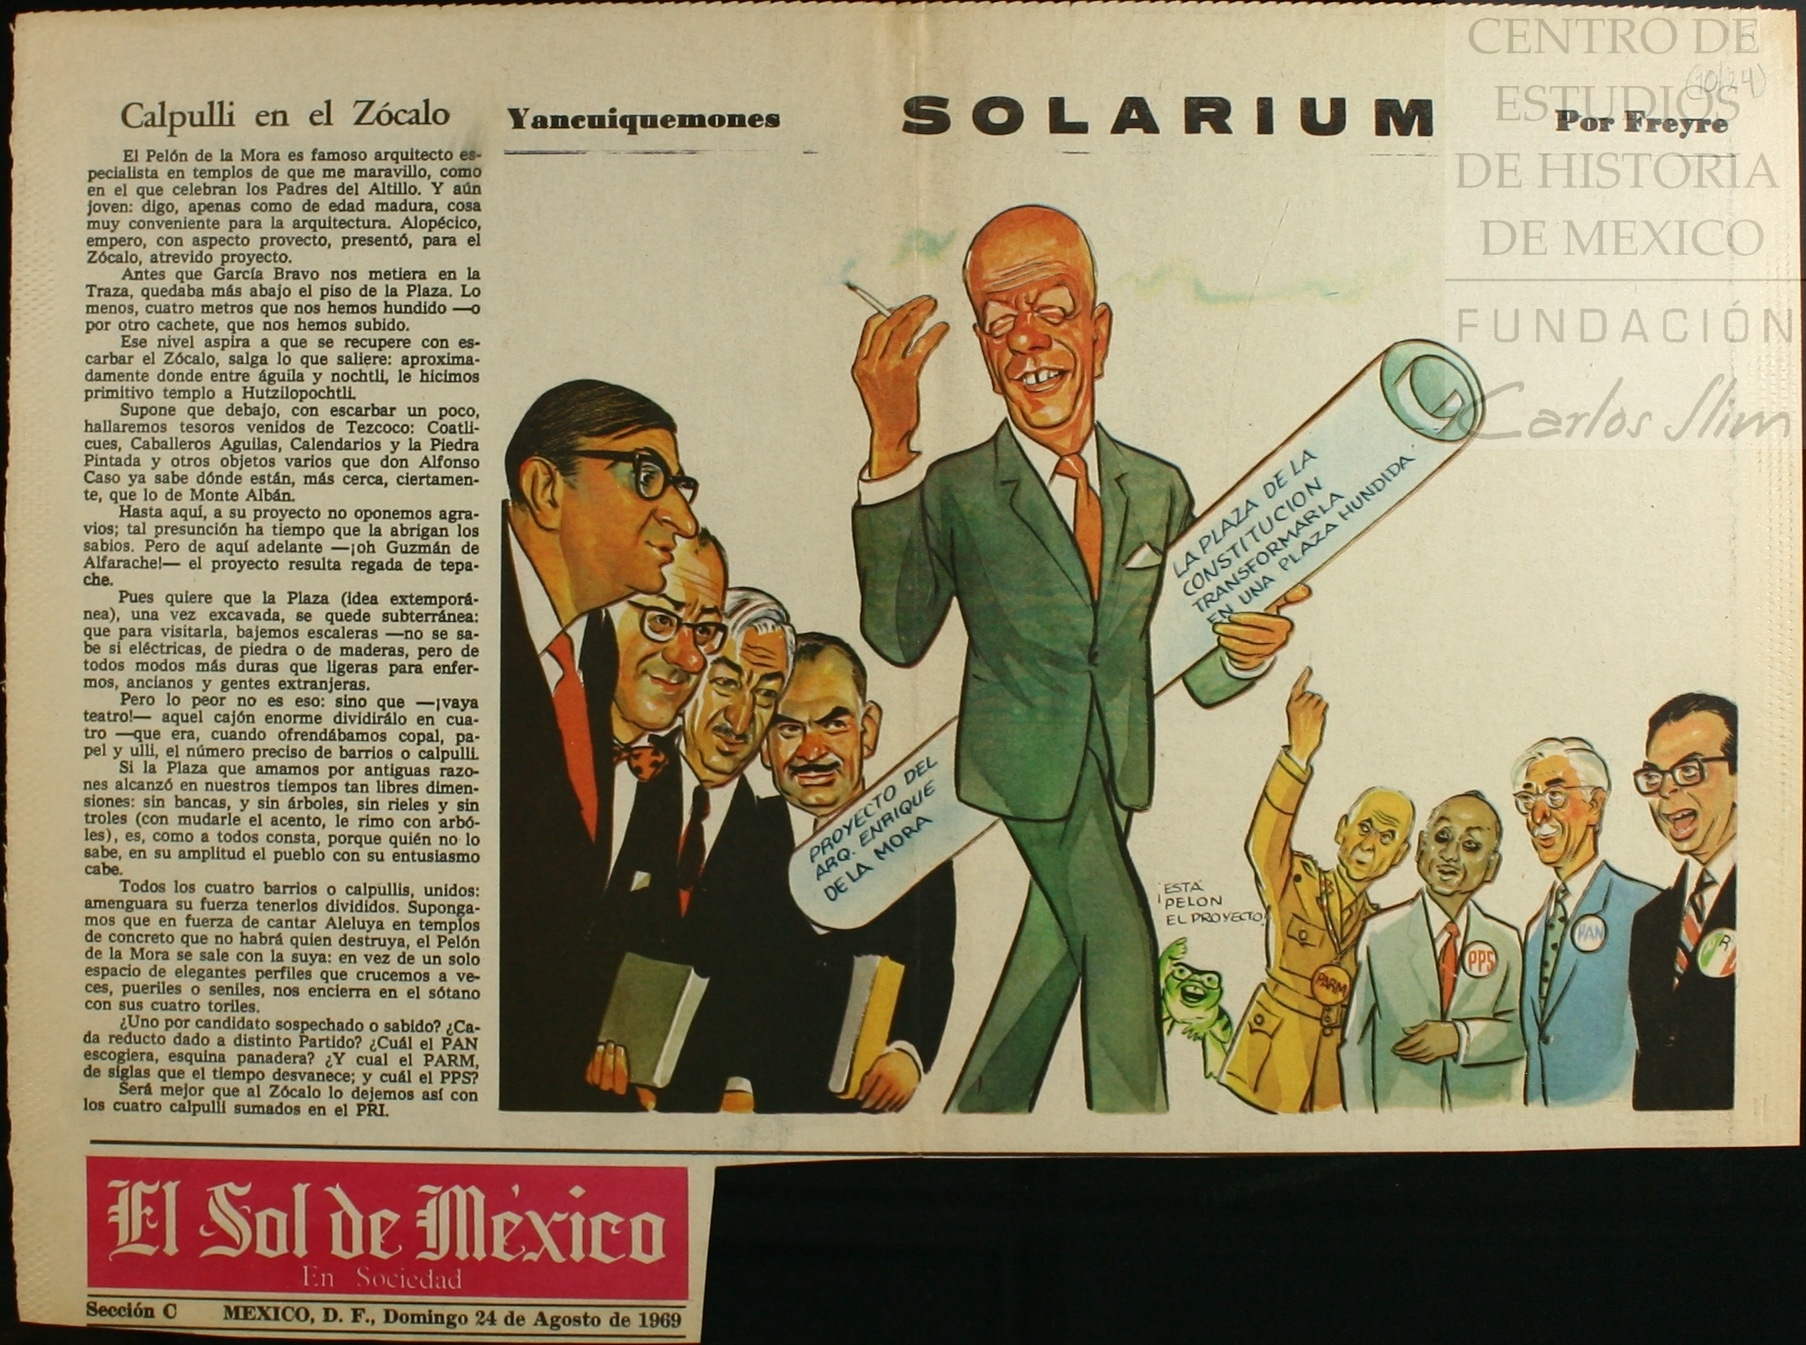 Calpulli en el Zócalo
Yancuiquemones
SOLARIUM
Por Freyre
El Pelón de la Mora es famoso arquitecto es-
pecialista en templos de que me maravillo, como
en el que celebran los Padres del Altillo. Y aún
joven: digo, apenas como de edad madura, cosa
muy conveniente para la arquitectura. Alopécico,
empero, con aspecto provecto, presentó, para el
Zócalo, atrevido proyecto.
Antes que García Bravo nos metiera en la
Traza, quedaba más abajo el piso de la Plaza. Lo
menos, cuatro metros que nos hemos hundido —o
por otro cachete, que nos hemos subido.
Ese nivel aspira a que se recupere con es-
carbar el Zócalo, salga lo que saliere: aproxima-
damente donde entre águila y nochtli, le hicimos
primitivo templo a Hutzilopochtli.
Supone que debajo, con escarbar un poco,
hallaremos tesoros venidos de Tezcoco: Coatli-
cues, Caballeros Aguilas, Calendarios y la Piedra
Pintada y otros objetos varios que don Alfonso
Caso ya sabe dónde están, más cerca, ciertamen-
te, que lo de Monte Albán.
Hasta aquí, a su proyecto no oponemos agra-
vios; tal presunción ha tiempo que la abrigan los
sabios. Pero de aquí adelante —¡oh Guzmán de
Alfarache!— el proyecto resulta regada de tepa-
che.
Pues quiere que la Plaza (idea extemporá-
nea), una vez excavada, se quede subterránea:
que para visitarla, bajemos escaleras —no se sa-
be si eléctricas, de piedra o de maderas, pero de
todos modos más duras que ligeras para enfer-
mos, ancianos y gentes extranjeras.
Pero lo peor no es eso: sino que —¡vaya
teatro!— aquel cajón enorme dividirálo en cua-
tro —que era, cuando ofrendábamos copal, pa-
pel y ulli, el número preciso de barrios o calpulli.
Si la Plaza que amamos por antiguas razo-
nes alcanzó en nuestros tiempos tan libres dimen-
siones: sin bancas, y sin árboles, sin rieles y sin
troles (con mudarle el acento, le rimo con arbó-
les), es, como a todos consta, porque quién no lo
sabe, en su amplitud el pueblo con su entusiasmo
cabe.
Todos los cuatro barrios o calpullis, unidos:
amenguara su fuerza tenerlos divididos. Suponga-
mos que en fuerza de cantar Aleluya en templos
de concreto que no habrá quien destruya, el Pelón
de la Mora se sale con la suya: en vez de un solo
espacio de elegantes perfiles que crucemos a ve-
ces, pueriles o seniles, nos encierra en el sótano
con sus cuatro toriles.
¿Uno por candidato sospechado o sabido? ¿Ca-
da reducto dado a distinto Partido? ¿Cuál el PAN
escogiera, esquina panadera? ¿Y cual el PARM,
de siglas que el tiempo desvanece; y cuál el PPS?
Será mejor que al Zócalo lo dejemos así con
los cuatro calpulli sumados en el PRI.
LA PLAZA DE LA
CONSTITUCION
TRANSFORMARLA
EN UNA PLAZA HUNDIDA
PROYECTO DEL
ARQ. ENRIQUE
DE LA MORA
¡ESTÁ
PELON
EL PROYECTO!
PARM
PPS
PAN
R
El Sol de México
En Sociedad
Sección C MEXICO, D. F., Domingo 24 de Agosto de 1969
CENTRO DE
ESTUDIOS
DE HISTORIA
DE MEXICO
FUNDACIÓN
Carlos Slim